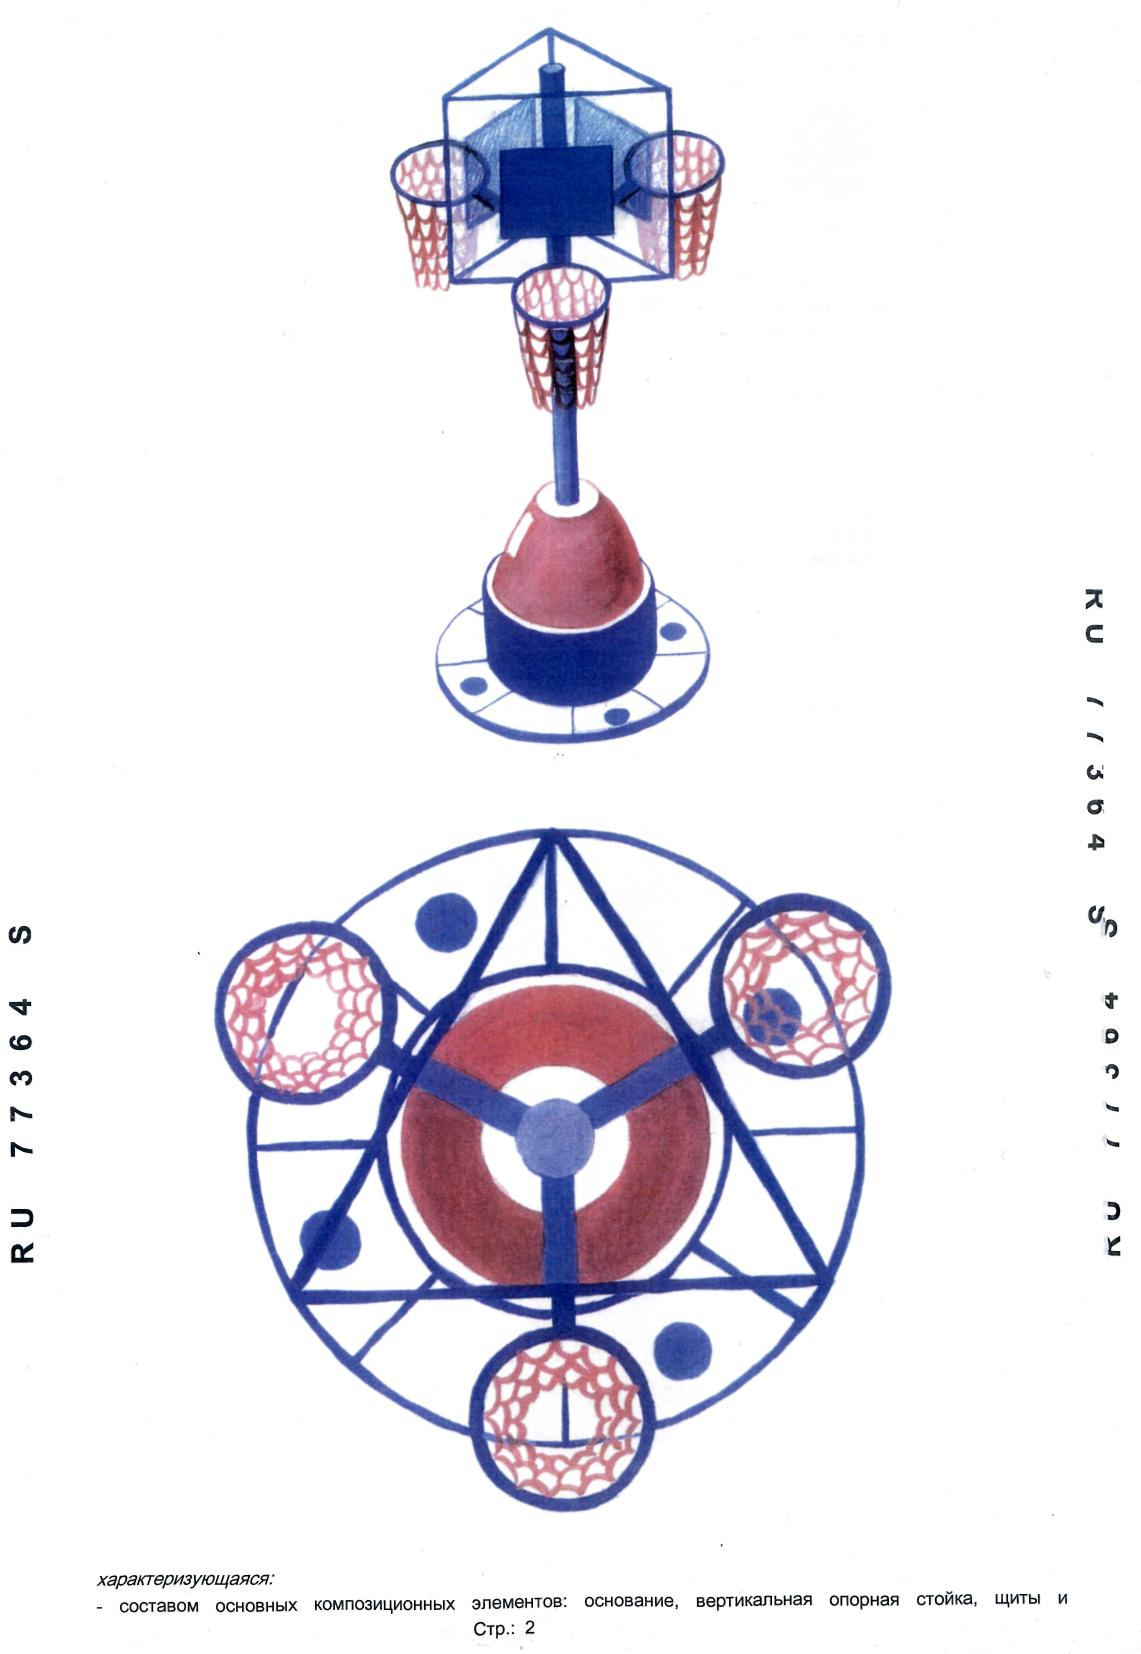 RU 77364 S
RU 77364 S
характеризующаяся:
- составом основных композиционных элементов: основание, вертикальная опорная стойка, щиты и
Стр.: 2